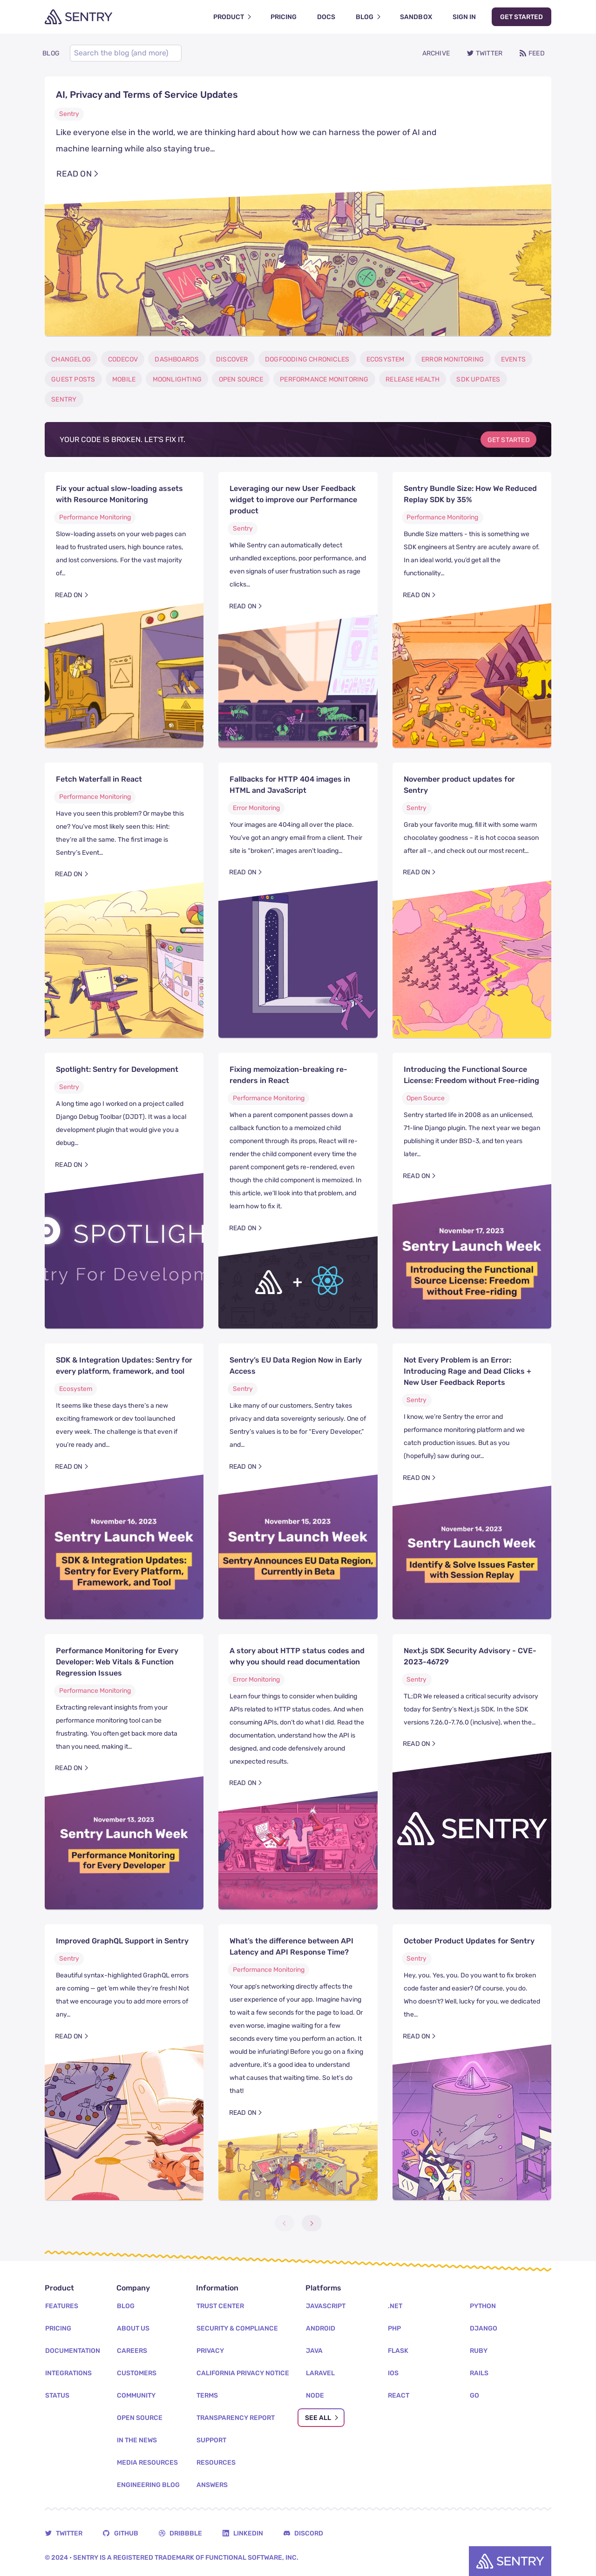 SENTRY
PRODUCT PRICING DOCS BLOG SANDBOX SIGN IN GET STARTED
BLOG Search the blog (and more) ARCHIVE TWITTER FEED
AI, Privacy and Terms of Service Updates
Sentry
Like everyone else in the world, we are thinking hard about how we can harness the power of AI and
machine learning while also staying true…
READ ON
CHANGELOG CODECOV DASHBOARDS DISCOVER DOGFOODING CHRONICLES ECOSYSTEM ERROR MONITORING EVENTS
GUEST POSTS MOBILE MOONLIGHTING OPEN SOURCE PERFORMANCE MONITORING RELEASE HEALTH SDK UPDATES
SENTRY
YOUR CODE IS BROKEN. LET'S FIX IT. GET STARTED
Fix your actual slow-loading assets
with Resource Monitoring
Performance Monitoring
Slow-loading assets on your web pages can
lead to frustrated users, high bounce rates,
and lost conversions. For the vast majority
of…
READ ON
Leveraging our new User Feedback
widget to improve our Performance
product
Sentry
While Sentry can automatically detect
unhandled exceptions, poor performance, and
even signals of user frustration such as rage
clicks…
READ ON
Sentry Bundle Size: How We Reduced
Replay SDK by 35%
Performance Monitoring
Bundle Size matters - this is something we
SDK engineers at Sentry are acutely aware of.
In an ideal world, you'd get all the
functionality…
READ ON
JS
Fetch Waterfall in React
Performance Monitoring
Have you seen this problem? Or maybe this
one? You've most likely seen this: Hint:
they're all the same. The first image is
Sentry's Event…
READ ON
Fallbacks for HTTP 404 images in
HTML and JavaScript
Error Monitoring
Your images are 404ing all over the place.
You've got an angry email from a client. Their
site is "broken", images aren't loading…
READ ON
November product updates for
Sentry
Sentry
Grab your favorite mug, fill it with some warm
chocolatey goodness – it is hot cocoa season
after all –, and check out our most recent…
READ ON
Spotlight: Sentry for Development
Sentry
A long time ago I worked on a project called
Django Debug Toolbar (DJDT). It was a local
development plugin that would give you a
debug…
READ ON
SPOTLIGH
try For Developm
Fixing memoization-breaking re-
renders in React
Performance Monitoring
When a parent component passes down a
callback function to a memoized child
component through its props, React will re-
render the child component every time the
parent component gets re-rendered, even
though the child component is memoized. In
this article, we'll look into that problem, and
learn how to fix it.
READ ON
+
Introducing the Functional Source
License: Freedom without Free-riding
Open Source
Sentry started life in 2008 as an unlicensed,
71-line Django plugin. The next year we began
publishing it under BSD-3, and ten years
later…
READ ON
November 17, 2023
Sentry Launch Week
Introducing the Functional
Source License: Freedom
without Free-riding
SDK & Integration Updates: Sentry for
every platform, framework, and tool
Ecosystem
It seems like these days there's a new
exciting framework or dev tool launched
every week. The challenge is that even if
you're ready and…
READ ON
November 16, 2023
Sentry Launch Week
SDK & Integration Updates:
Sentry for Every Platform,
Framework, and Tool
Sentry's EU Data Region Now in Early
Access
Sentry
Like many of our customers, Sentry takes
privacy and data sovereignty seriously. One of
Sentry's values is to be for "Every Developer,"
and…
READ ON
November 15, 2023
Sentry Launch Week
Sentry Announces EU Data Region,
Currently in Beta
Not Every Problem is an Error:
Introducing Rage and Dead Clicks +
New User Feedback Reports
Sentry
I know, we're Sentry the error and
performance monitoring platform and we
catch production issues. But as you
(hopefully) saw during our…
READ ON
November 14, 2023
Sentry Launch Week
Identify & Solve Issues Faster
with Session Replay
Performance Monitoring for Every
Developer: Web Vitals & Function
Regression Issues
Performance Monitoring
Extracting relevant insights from your
performance monitoring tool can be
frustrating. You often get back more data
than you need, making it…
READ ON
November 13, 2023
Sentry Launch Week
Performance Monitoring
for Every Developer
A story about HTTP status codes and
why you should read documentation
Error Monitoring
Learn four things to consider when building
APIs related to HTTP status codes. And when
consuming APIs, don't do what I did. Read the
documentation, understand how the API is
designed, and code defensively around
unexpected results.
READ ON
Next.js SDK Security Advisory - CVE-
2023-46729
Sentry
TL;DR We released a critical security advisory
today for Sentry's Next.js SDK. In the SDK
versions 7.26.0-7.76.0 (inclusive), when the…
READ ON
SENTRY
Improved GraphQL Support in Sentry
Sentry
Beautiful syntax-highlighted GraphQL errors
are coming — get 'em while they're fresh! Not
that we encourage you to add more errors of
any…
READ ON
What's the difference between API
Latency and API Response Time?
Performance Monitoring
Your app's networking directly affects the
user experience of your app. Imagine having
to wait a few seconds for the page to load. Or
even worse, imagine waiting for a few
seconds every time you perform an action. It
would be infuriating! Before you go on a fixing
adventure, it's a good idea to understand
what causes that waiting time. So let's do
that!
READ ON
October Product Updates for Sentry
Sentry
Hey, you. Yes, you. Do you want to fix broken
code faster and easier? Of course, you do.
Who doesn't? Well, lucky for you, we dedicated
the…
READ ON
Product
FEATURES
PRICING
DOCUMENTATION
INTEGRATIONS
STATUS
Company
BLOG
ABOUT US
CAREERS
CUSTOMERS
COMMUNITY
OPEN SOURCE
IN THE NEWS
MEDIA RESOURCES
ENGINEERING BLOG
Information
TRUST CENTER
SECURITY & COMPLIANCE
PRIVACY
CALIFORNIA PRIVACY NOTICE
TERMS
TRANSPARENCY REPORT
SUPPORT
RESOURCES
ANSWERS
Platforms
JAVASCRIPT .NET PYTHON
ANDROID PHP DJANGO
JAVA FLASK RUBY
LARAVEL IOS RAILS
NODE REACT GO
SEE ALL
TWITTER GITHUB DRIBBBLE LINKEDIN DISCORD
© 2024 • SENTRY IS A REGISTERED TRADEMARK OF FUNCTIONAL SOFTWARE, INC.
SENTRY